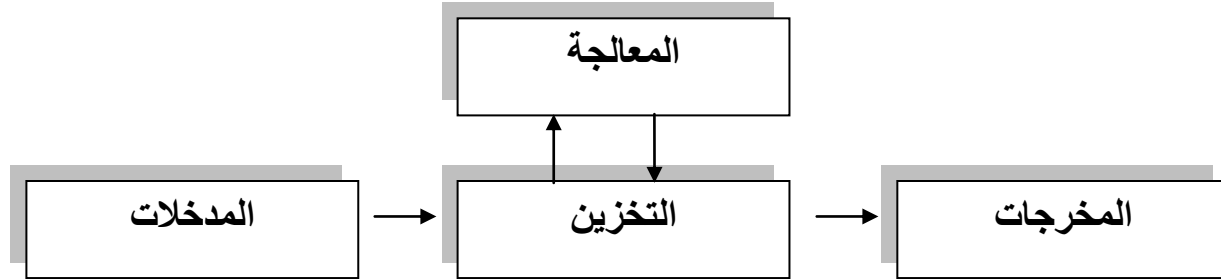 المعالجة
المدخلات
التخزين
المخرجات